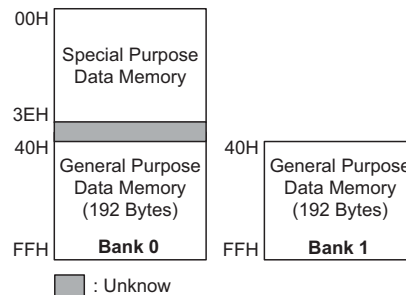 00H
Special Purpose
Data Memory
3EH
40H
General Purpose
Data Memory
(192 Bytes)
FFH
Bank 0
40H
General Purpose
Data Memory
(192 Bytes)
FFH
Bank 1
: Unknow